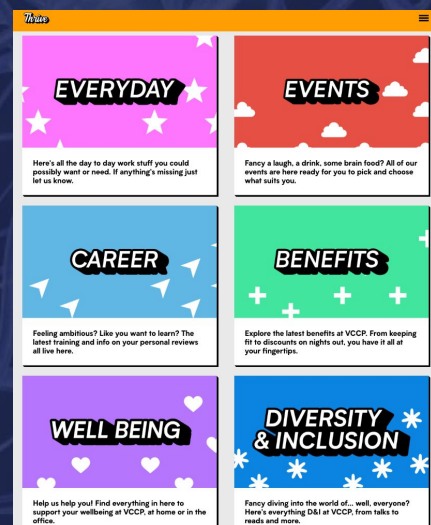 Thrive
EVERYDAY
Here's all the day to day work stuff you could
possibly want or need. If anything's missing just
let us know.
EVENTS
Fancy a laugh, a drink, some brain food? All of our
events are here ready for you to pick and choose
what suits you.
CAREER
Feeling ambitious? Like you want to learn? The
latest training and info on your personal reviews
all live here.
BENEFITS
Explore the latest benefits at VCCP. From keeping
fit to discounts on nights out, you have it all at
your fingertips.
WELL BEING
Help us help you! Find everything in here to
support your wellbeing at VCCP, at home or in the
office.
DIVERSITY
& INCLUSION
Fancy diving into the world of... well, everyone?
Here's everything D&I at VCCP, from talks to
reads and more.